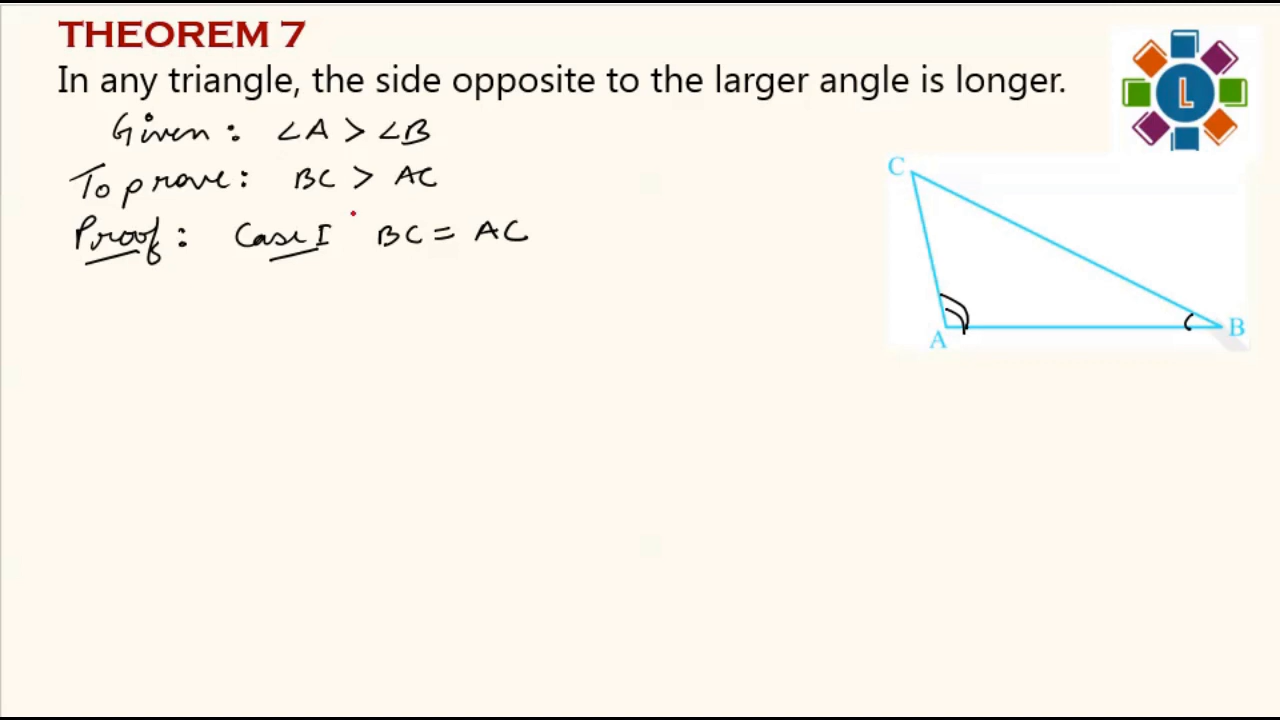 THEOREM 7
In any triangle, the side opposite to the larger angle is longer.
Given: ∠A > ∠B
To prove: BC > AC
Proof: Case I BC = AC
L
C
A
B